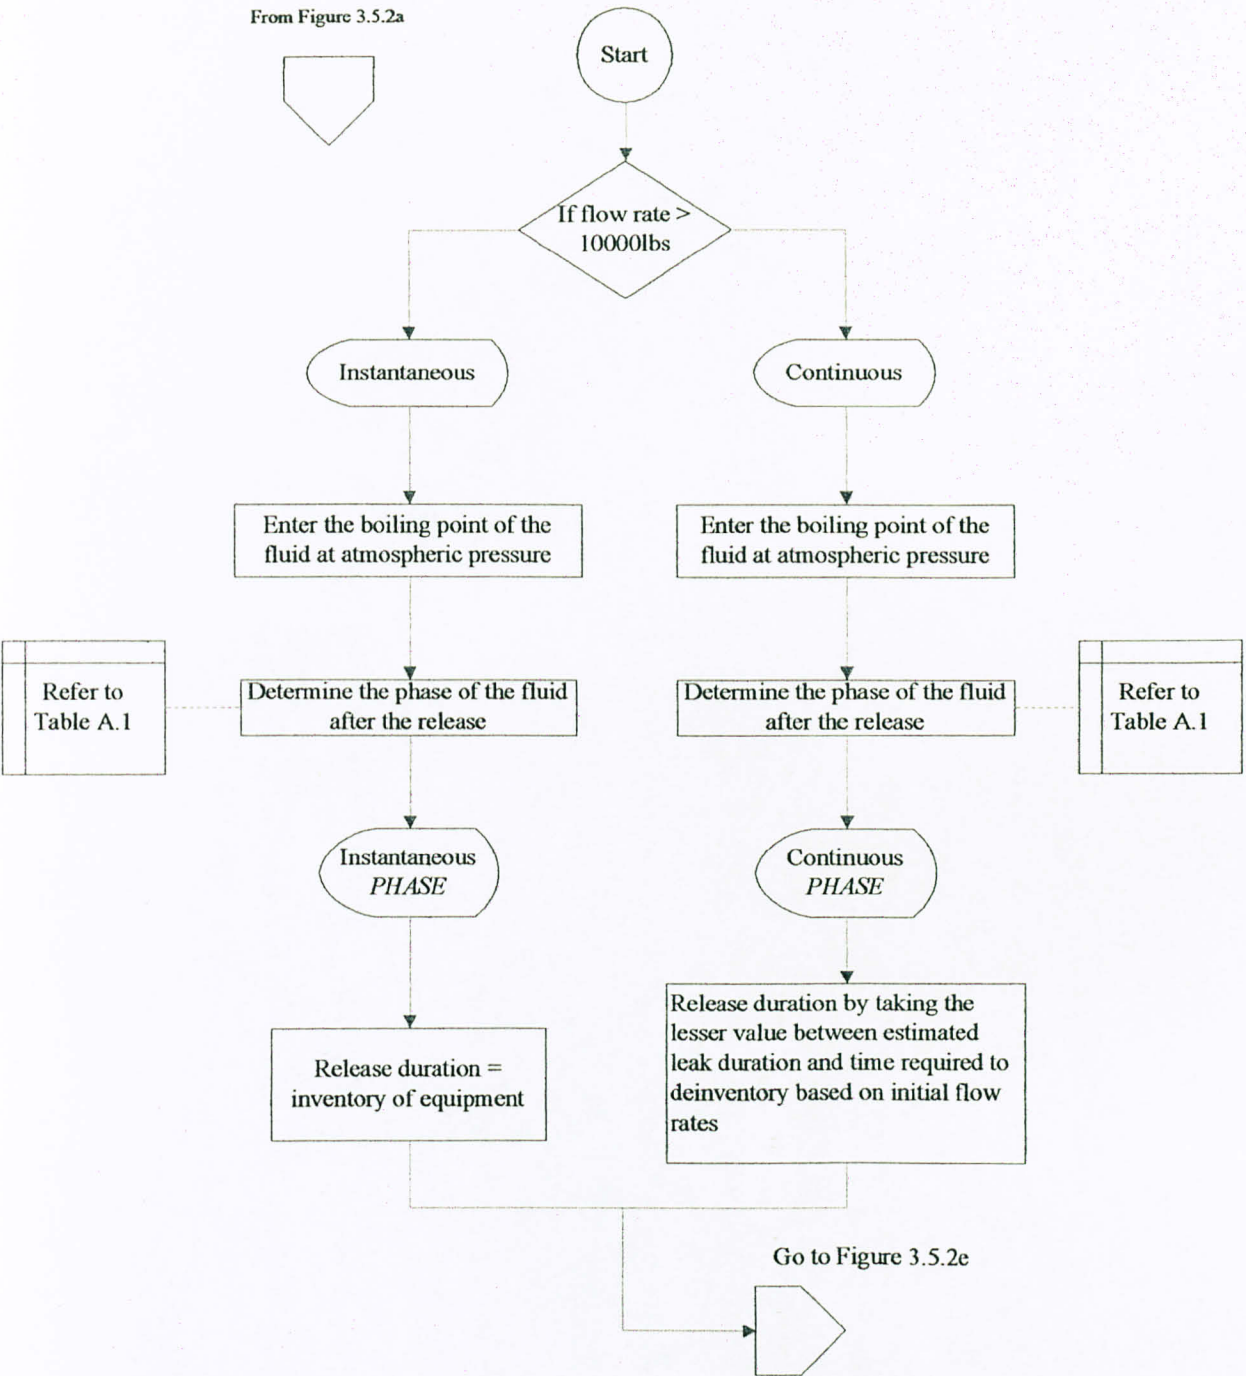 From Figure 3.5.2a
Start
If flow rate >
10000lbs
Instantaneous
Continuous
Enter the boiling point of the
fluid at atmospheric pressure
Enter the boiling point of the
fluid at atmospheric pressure
Refer to
Table A.1
Determine the phase of the fluid
after the release
Determine the phase of the fluid
after the release
Refer to
Table A.1
Instantaneous
PHASE
Continuous
PHASE
Release duration =
inventory of equipment
Release duration by taking the
lesser value between estimated
leak duration and time required to
deinventory based on initial flow
rates
Go to Figure 3.5.2e